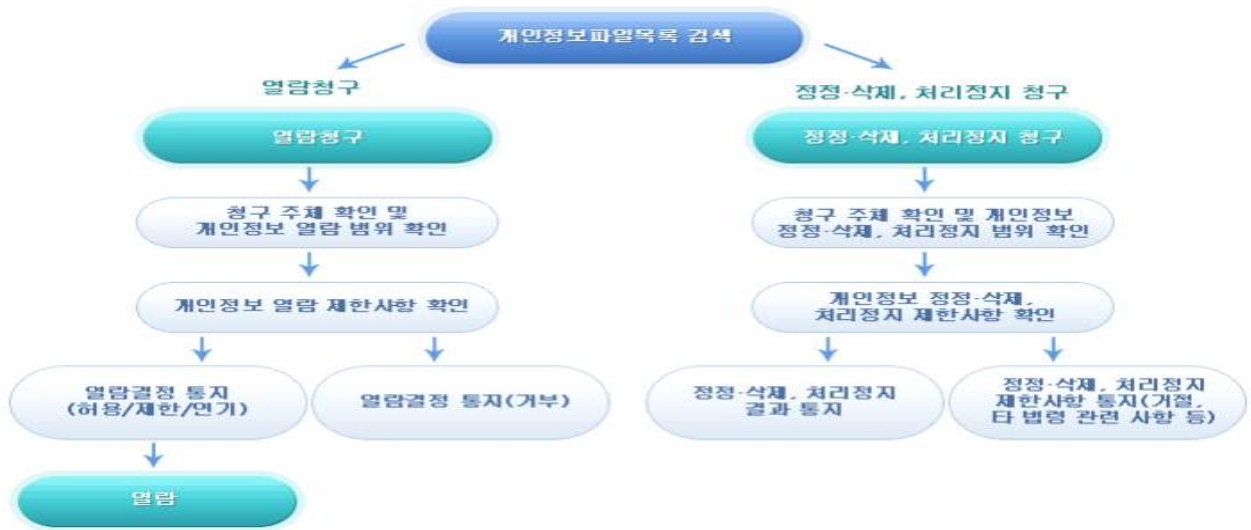 개인정보파일목록 검색
열람청구
열람청구
청구 주체 확인 및
개인정보 열람 범위 확인
개인정보 열람 제한사항 확인
열람결정 통지
(허용/제한/연기)
열람결정 통지(거부)
열람
정정·삭제, 처리정지 청구
정정·삭제, 처리정지 청구
청구 주체 확인 및 개인정보
정정·삭제, 처리정지 범위 확인
개인정보 정정·삭제,
처리정지 제한사항 확인
정정·삭제, 처리정지
결과 통지
정정·삭제, 처리정지
제한사항 통지(거절,
타 법령 관련 사항 등)